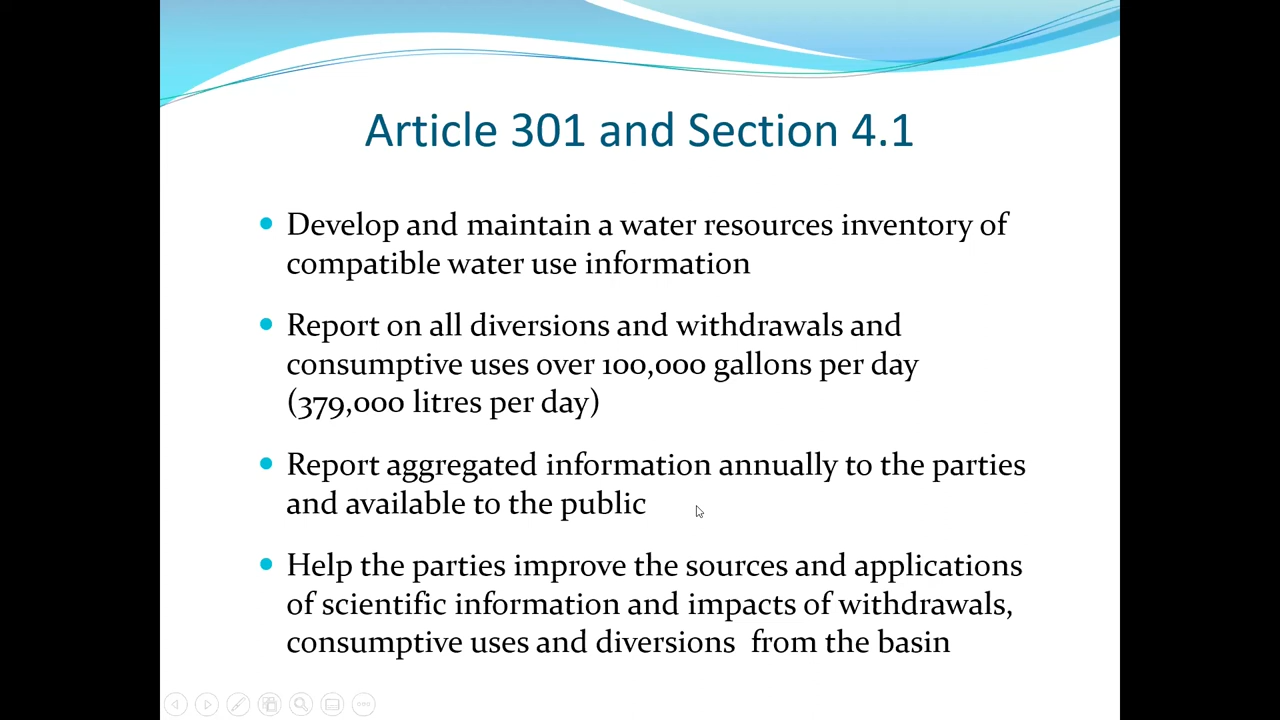 Article 301 and Section 4.1
• Develop and maintain a water resources inventory of
compatible water use information
• Report on all diversions and withdrawals and
consumptive uses over 100,000 gallons per day
(379,000 litres per day)
• Report aggregated information annually to the parties
and available to the public
• Help the parties improve the sources and applications
of scientific information and impacts of withdrawals,
consumptive uses and diversions  from the basin